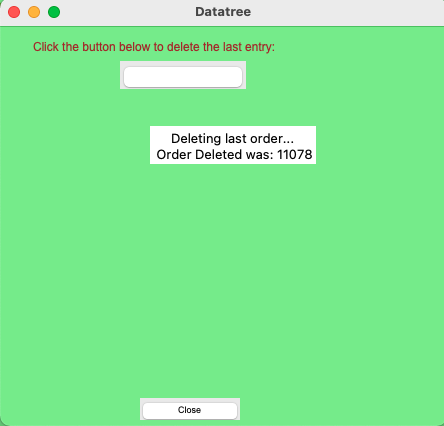 Datatree
Click the button below to delete the last entry:
Deleting last order...
Order Deleted was: 11078
Close